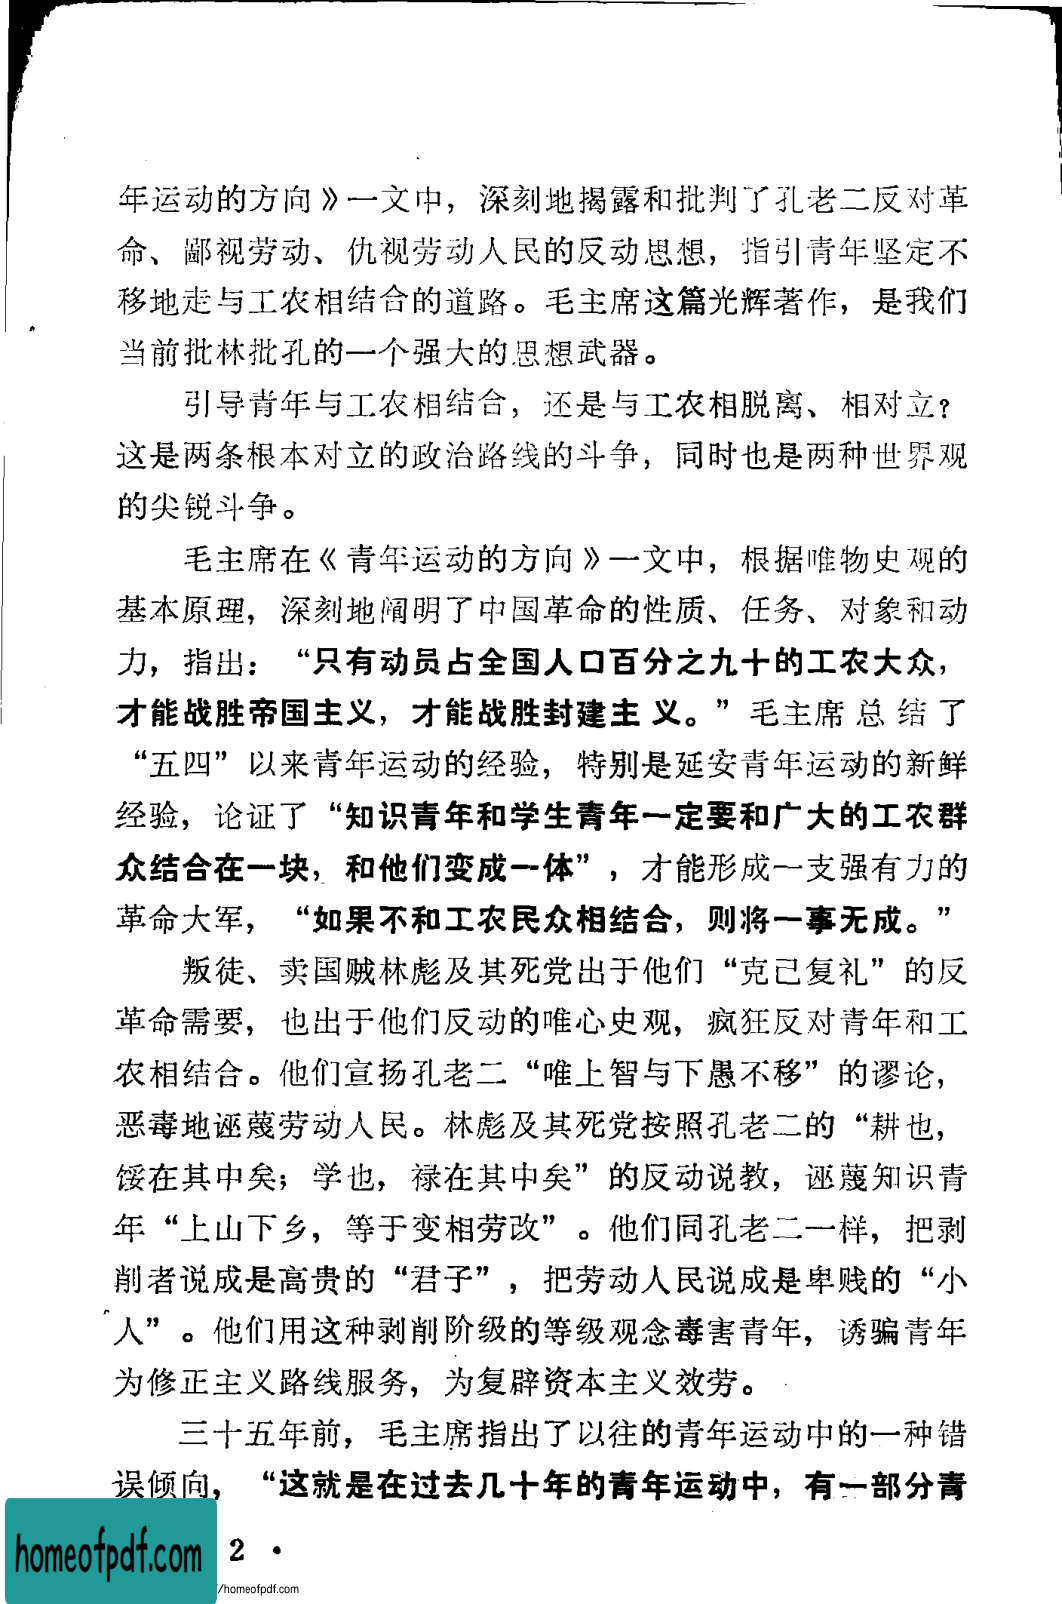 年运动的方向》一文中，深刻地揭露和批判了孔老二反对革
命、鄙视劳动、仇视劳动人民的反动思想，指引青年坚定不
移地走与工农相结合的道路。毛主席这篇光辉著作，是我们
当前批林批孔的一个强大的思想武器。
引导青年与工农相结合，还是与工农相脱离、相对立？
这是两条根本对立的政治路线的斗争，同时也是两种世界观
的尖锐斗争。
毛主席在《青年运动的方向》一文中，根据唯物史观的
基本原理，深刻地阐明了中国革命的性质、任务、对象和动
力，指出：“只有动员占全国人口百分之九十的工农大众，
才能战胜帝国主义，才能战胜封建主义。”毛主席总结了
“五四”以来青年运动的经验，特别是延安青年运动的新鲜
经验，论证了“知识青年和学生青年一定要和广大的工农群
众结合在一块，和他们变成一体”，才能形成一支强有力的
革命大军，“如果不和工农民众相结合，则将一事无成。”
叛徒、卖国贼林彪及其死党出于他们“克己复礼”的反
革命需要，也出于他们反动的唯心史观，疯狂反对青年和工
农相结合。他们宣扬孔老二“唯上智与下愚不移”的谬论，
恶毒地诬蔑劳动人民。林彪及其死党按照孔老二的“耕也，
馁在其中矣；学也，禄在其中矣”的反动说教，诬蔑知识青
年“上山下乡，等于变相劳改”。他们同孔老二一样，把剥
削者说成是高贵的“君子”，把劳动人民说成是卑贱的“小
人”。他们用这种剥削阶级的等级观念毒害青年，诱骗青年
为修正主义路线服务，为复辟资本主义效劳。
三十五年前，毛主席指出了以往的青年运动中的一种错
误倾向，“这就是在过去几十年的青年运动中，有一部分青
2 ·
homeofpdf.com
/homeofpdf.com